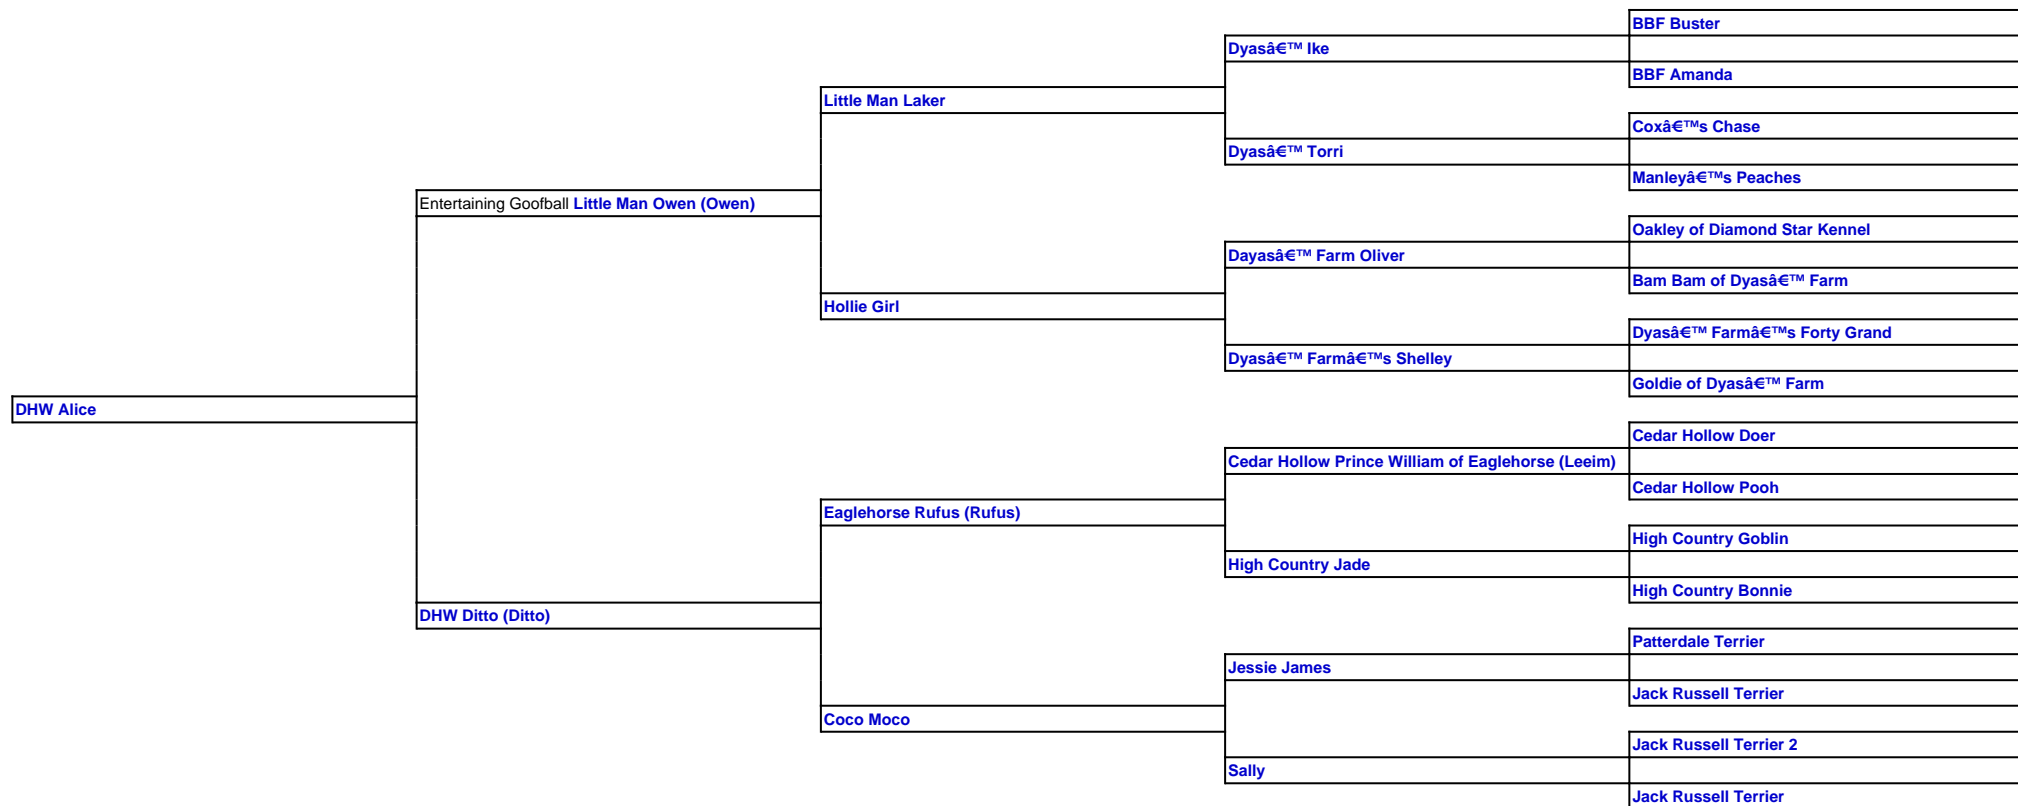 BBF Buster
Dyasâ€™ Ike
BBF Amanda
Little Man Laker
Coxâ€™s Chase
Dyasâ€™ Torri
Manleyâ€™s Peaches
Entertaining Goofball Little Man Owen (Owen)
Oakley of Diamond Star Kennel
Dayasâ€™ Farm Oliver
Bam Bam of Dyasâ€™ Farm
Hollie Girl
Dyasâ€™ Farmâ€™s Forty Grand
Dyasâ€™ Farmâ€™s Shelley
Goldie of Dyasâ€™ Farm
DHW Alice
Cedar Hollow Doer
Cedar Hollow Prince William of Eaglehorse (Leeim)
Cedar Hollow Pooh
Eaglehorse Rufus (Rufus)
High Country Goblin
High Country Jade
High Country Bonnie
DHW Ditto (Ditto)
Patterdale Terrier
Jessie James
Jack Russell Terrier
Coco Moco
Jack Russell Terrier 2
Sally
Jack Russell Terrier